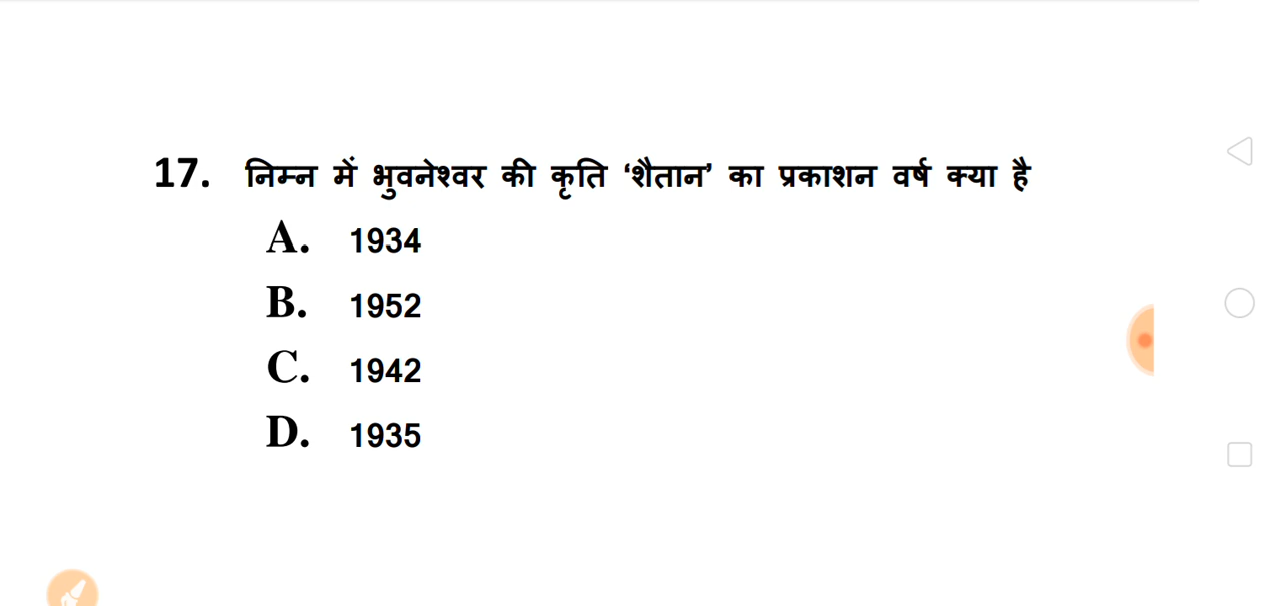 17. निम्न में भुवनेश्वर की कृति ‘शैतान’ का प्रकाशन वर्ष क्या है
A. 1934
B. 1952
C. 1942
D. 1935